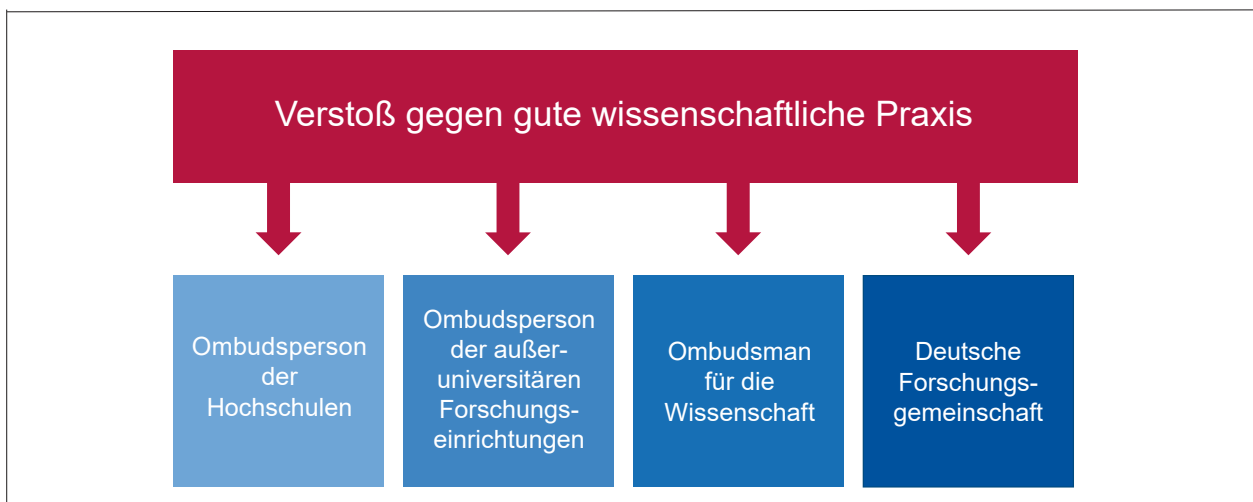 Verstoß gegen gute wissenschaftliche Praxis
Ombudsperson
der
Hochschulen
Ombudsperson
der außer-
universitären
Forschungs-
einrichtungen
Ombudsman
für die
Wissenschaft
Deutsche
Forschungs-
gemeinschaft